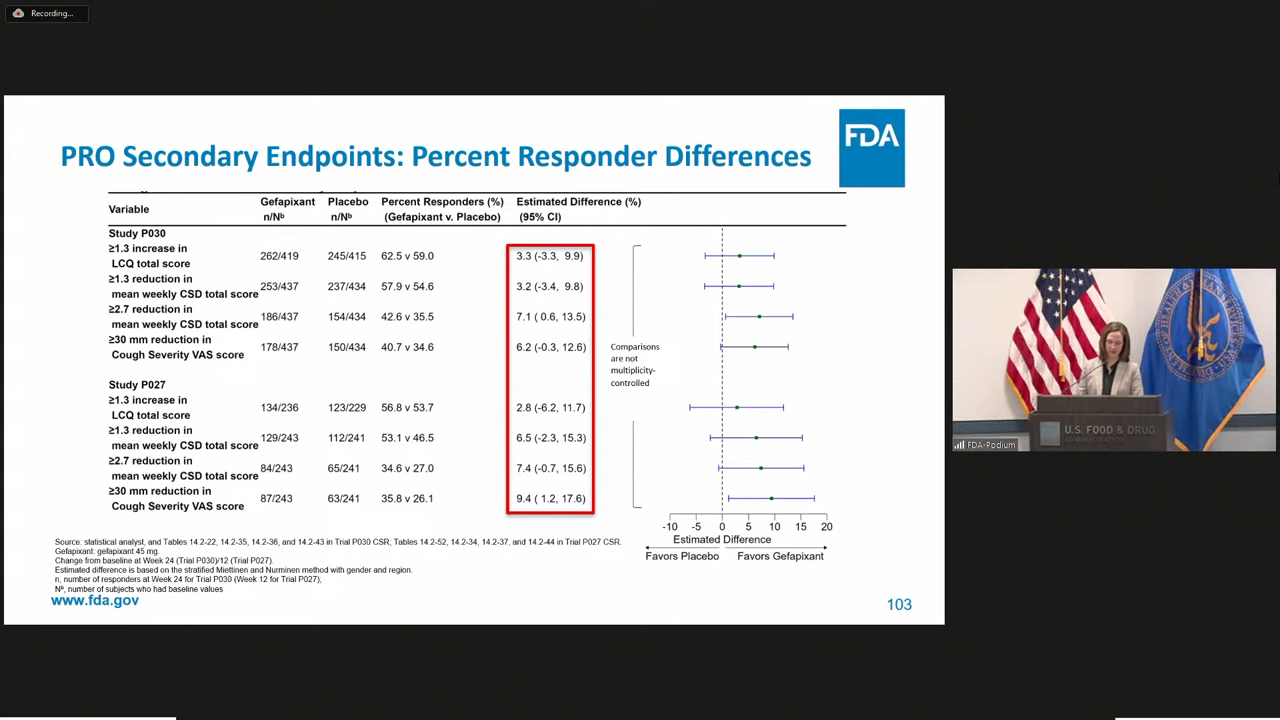 Recording...
FDA
PRO Secondary Endpoints: Percent Responder Differences
Variable Gefapixant n/Nᵇ Placebo n/Nᵇ Percent Responders (%) (Gefapixant v. Placebo) Estimated Difference (%) (95% CI)
Study P030
≥1.3 increase in
LCQ total score 262/419 245/415 62.5 v 59.0 3.3 (-3.3, 9.9)
≥1.3 reduction in
mean weekly CSD total score 253/437 237/434 57.9 v 54.6 3.2 (-3.4, 9.8)
≥2.7 reduction in
mean weekly CSD total score 186/437 154/434 42.6 v 35.5 7.1 ( 0.6, 13.5)
≥30 mm reduction in
Cough Severity VAS score 178/437 150/434 40.7 v 34.6 6.2 (-0.3, 12.6)
Comparisons
are not
multiplicity-
controlled
Study P027
≥1.3 increase in
LCQ total score 134/236 123/229 56.8 v 53.7 2.8 (-6.2, 11.7)
≥1.3 reduction in
mean weekly CSD total score 129/243 112/241 53.1 v 46.5 6.5 (-2.3, 15.3)
≥2.7 reduction in
mean weekly CSD total score 84/243 65/241 34.6 v 27.0 7.4 (-0.7, 15.6)
≥30 mm reduction in
Cough Severity VAS score 87/243 63/241 35.8 v 26.1 9.4 ( 1.2, 17.6)
-10 -5 0 5 10 15 20
Estimated Difference
Favors Placebo Favors Gefapixant
Source: statistical analyst, and Tables 14.2-22, 14.2-35, 14.2-36, and 14.2-43 in Trial P030 CSR; Tables 14.2-52, 14.2-34, 14.2-37, and 14.2-44 in Trial P027 CSR.
Gefapixant: gefapixant 45 mg.
Change from baseline at Week 24 (Trial P030)/12 (Trial P027).
Estimated difference is based on the stratified Miettinen and Nurminen method with gender and region.
n, number of responders at Week 24 for Trial P030 (Week 12 for Trial P027);
Nᵇ, number of subjects who had baseline values
www.fda.gov
103
U.S. FOOD & DRUG
ADMINISTRATION
FDA-Podium